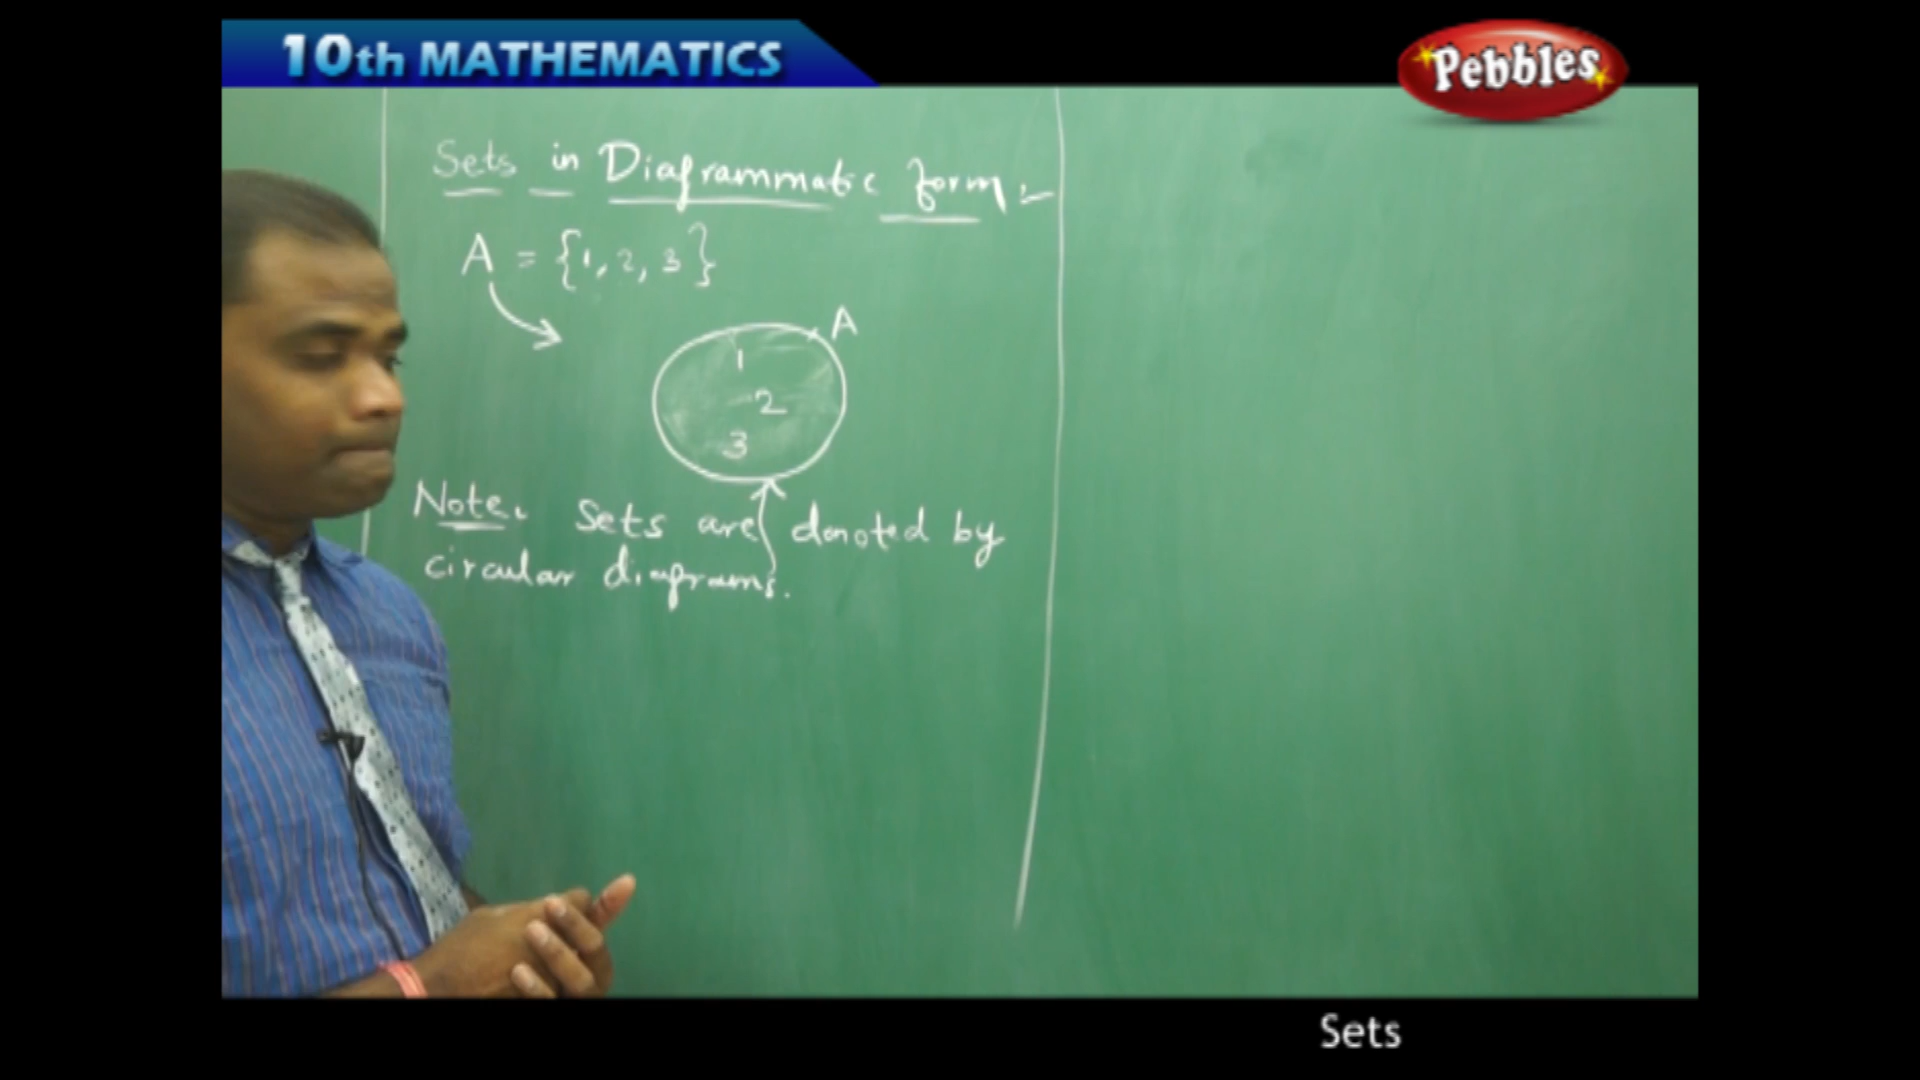 10th MATHEMATICS
Pebbles
Sets in Diagrammatic form :-
A = {1, 2, 3}
A
1
2
3
Note. Sets are denoted by
circular diagrams.
Sets